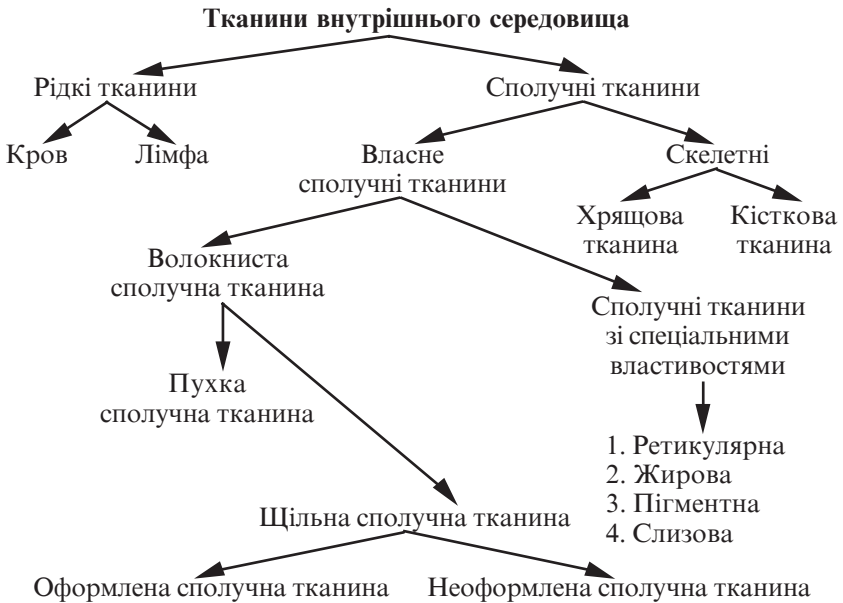 Тканини внутрішнього середовища
Рідкі тканини
Сполучні тканини
Кров
Лімфа
Власне
сполучні тканини
Скелетні
Хрящова
тканина
Кісткова
тканина
Волокниста
сполучна тканина
Сполучні тканини
зі спеціальними
властивостями
Пухка
сполучна тканина
1. Ретикулярна
2. Жирова
3. Пігментна
4. Слизова
Щільна сполучна тканина
Оформлена сполучна тканина
Неоформлена сполучна тканина